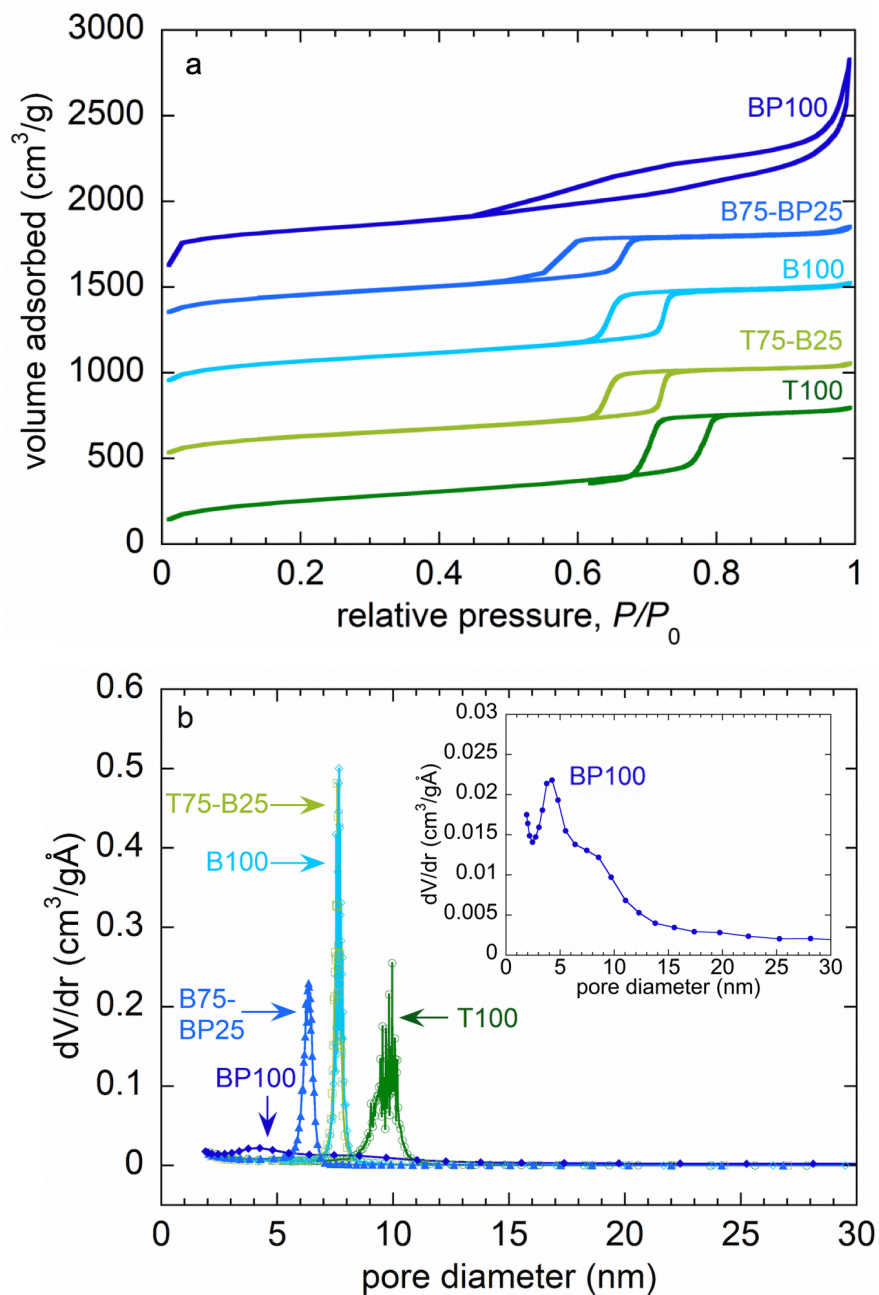 a
3000
2500
2000
1500
1000
500
0
volume adsorbed (cm³/g)
BP100
B75-BP25
B100
T75-B25
T100
0
0.2
0.4
0.6
0.8
1
relative pressure, P/P₀
b
0.6
0.5
0.4
0.3
0.2
0.1
0
dV/dr (cm³/gÅ)
T75-B25
B100
B75-
BP25
BP100
T100
0
5
10
15
20
25
30
pore diameter (nm)
0.03
0.025
0.02
0.015
0.01
0.005
0
dV/dr (cm³/gÅ)
BP100
0
5
10
15
20
25
30
pore diameter (nm)